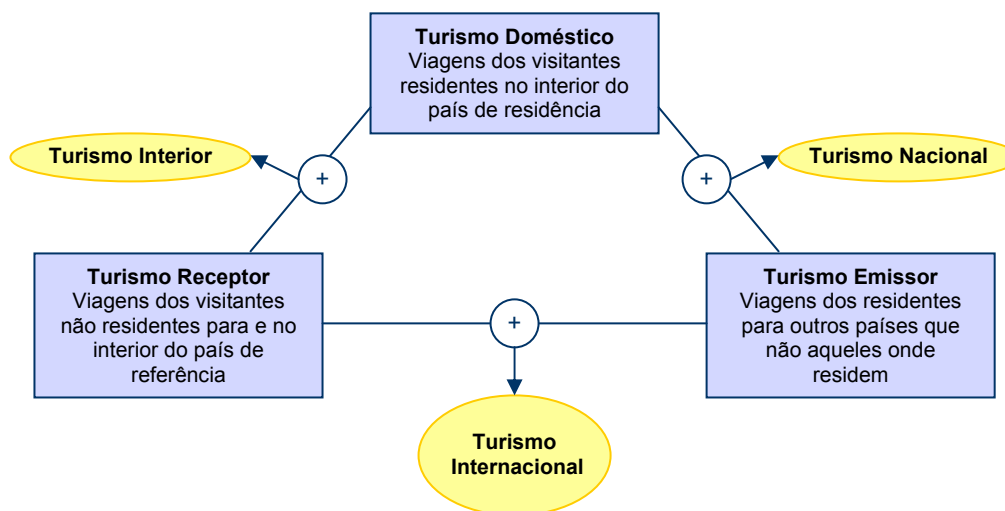 Turismo Doméstico
Viagens dos visitantes
residentes no interior do
país de residência
Turismo Interior
+
+
Turismo Nacional
Turismo Receptor
Viagens dos visitantes
não residentes para e no
interior do país de
referência
+
Turismo Emissor
Viagens dos residentes
para outros países que
não aqueles onde
residem
Turismo
Internacional